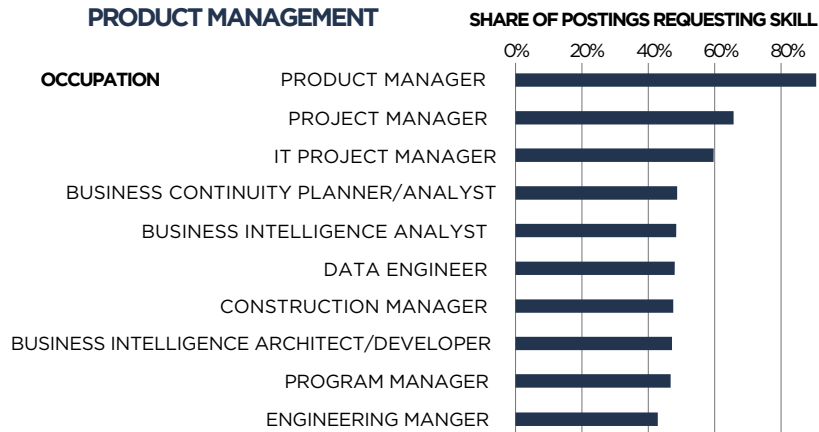 PRODUCT MANAGEMENT
SHARE OF POSTINGS REQUESTING SKILL
0% 20% 40% 60% 80%
OCCUPATION PRODUCT MANAGER
PROJECT MANAGER
IT PROJECT MANAGER
BUSINESS CONTINUITY PLANNER/ANALYST
BUSINESS INTELLIGENCE ANALYST
DATA ENGINEER
CONSTRUCTION MANAGER
BUSINESS INTELLIGENCE ARCHITECT/DEVELOPER
PROGRAM MANAGER
ENGINEERING MANGER